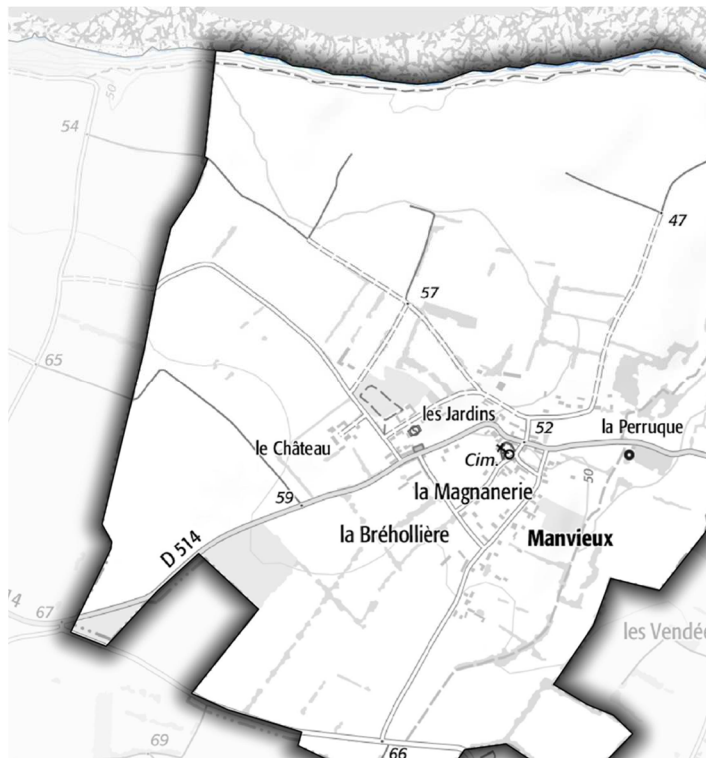 50
54
47
57
65
les Jardins
52
la Perruque
le Château
Cim.
50
la Magnanerie
59
la Bréhollière
Manvieux
D 514
67
les Vendé
69
66